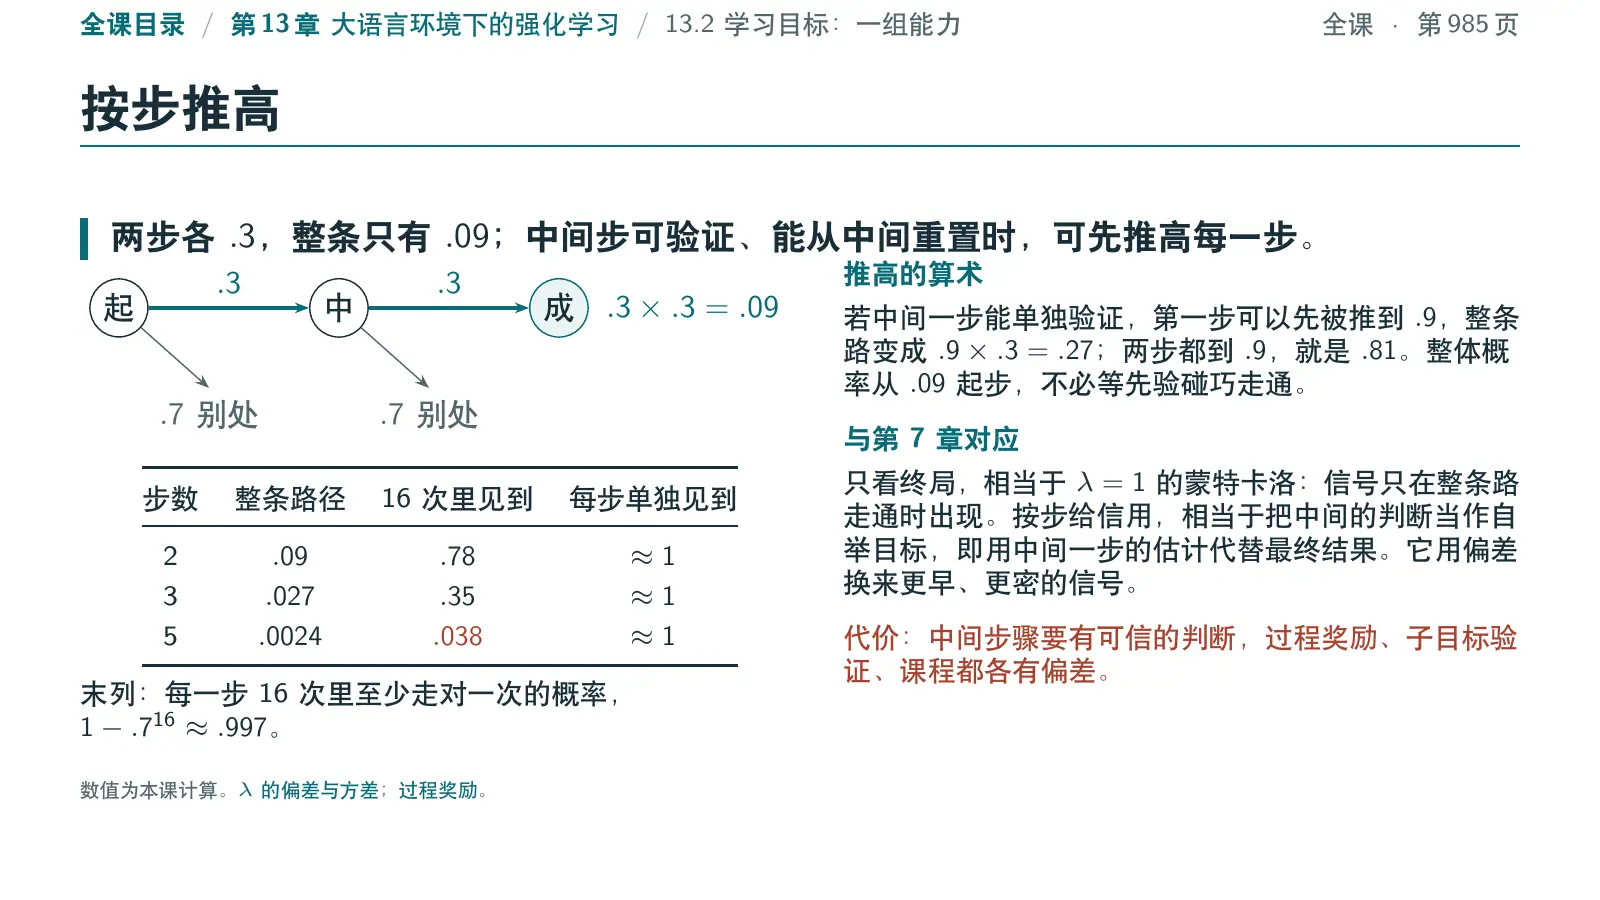 全课目录 / 第 13 章 大语言环境下的强化学习 / 13.2 学习目标：一组能力
全课 · 第 985 页
按步推高
两步各 .3，整条只有 .09；中间步可验证、能从中间重置时，可先推高每一步。
起 .3 中 .3 成 .3 × .3 = .09
.7 别处 .7 别处
步数 整条路径 16 次里见到 每步单独见到
2 .09 .78 ≈ 1
3 .027 .35 ≈ 1
5 .0024 .038 ≈ 1
末列：每一步 16 次里至少走对一次的概率，
1 − .7¹⁶ ≈ .997。
推高的算术
若中间一步能单独验证，第一步可以先被推到 .9，整条
路变成 .9 × .3 = .27；两步都到 .9，就是 .81。整体概
率从 .09 起步，不必等先验碰巧走通。
与第 7 章对应
只看终局，相当于 λ = 1 的蒙特卡洛：信号只在整条路
走通时出现。按步给信用，相当于把中间的判断当作自
举目标，即用中间一步的估计代替最终结果。它用偏差
换来更早、更密的信号。
代价：中间步骤要有可信的判断，过程奖励、子目标验
证、课程都各有偏差。
数值为本课计算。λ 的偏差与方差；过程奖励。